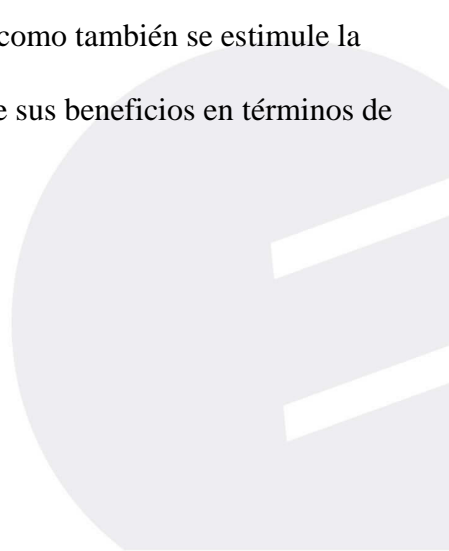 como también se estimule la
sus beneficios en términos de